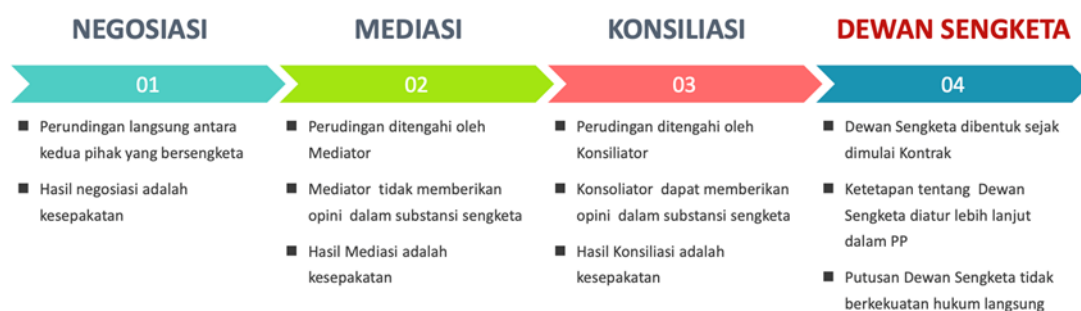 NEGOSIASI
01
■ Perundingan langsung antara
kedua pihak yang bersengketa
■ Hasil negosiasi adalah
kesepakatan
MEDIASI
02
■ Perudingan ditengahi oleh
Mediator
■ Mediator tidak memberikan
opini dalam substansi sengketa
■ Hasil Mediasi adalah
kesepakatan
KONSILIASI
03
■ Perudingan ditengahi oleh
Konsiliator
■ Konsoliator dapat memberikan
opini dalam substansi sengketa
■ Hasil Konsiliasi adalah
kesepakatan
DEWAN SENGKETA
04
■ Dewan Sengketa dibentuk sejak
dimulai Kontrak
■ Ketetapan tentang Dewan
Sengketa diatur lebih lanjut
dalam PP
■ Putusan Dewan Sengketa tidak
berkekuatan hukum langsung